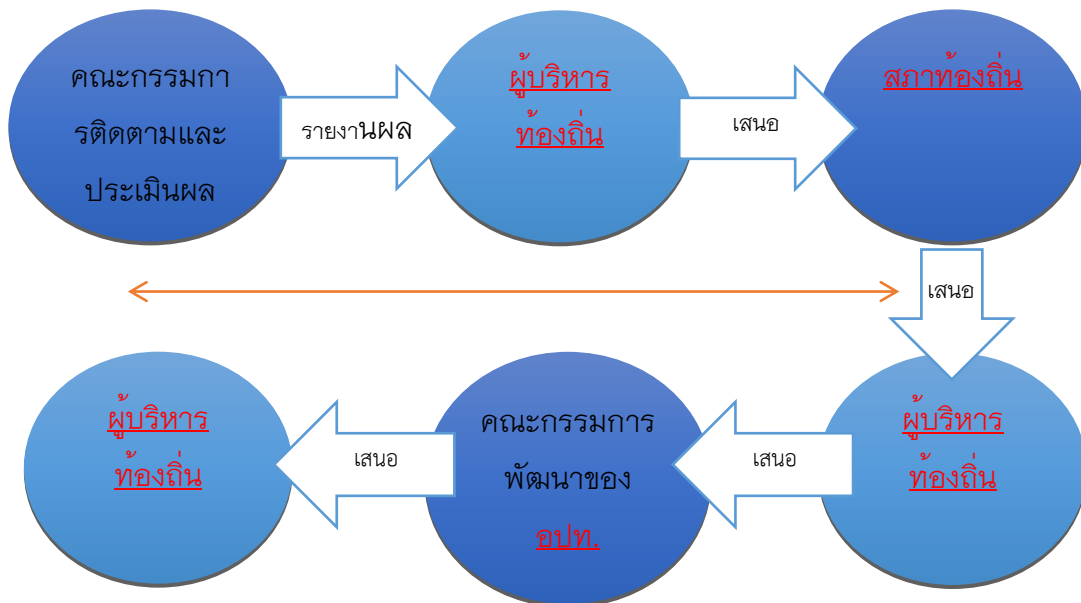 คณะกรรมกา
รติดตามและ
ประเมินผล
รายงานผล
ผู้บริหาร
ท้องถิ่น
เสนอ
สภาท้องถิ่น
เสนอ
ผู้บริหาร
ท้องถิ่น
เสนอ
คณะกรรมการ
พัฒนาของ
อปท.
เสนอ
ผู้บริหาร
ท้องถิ่น